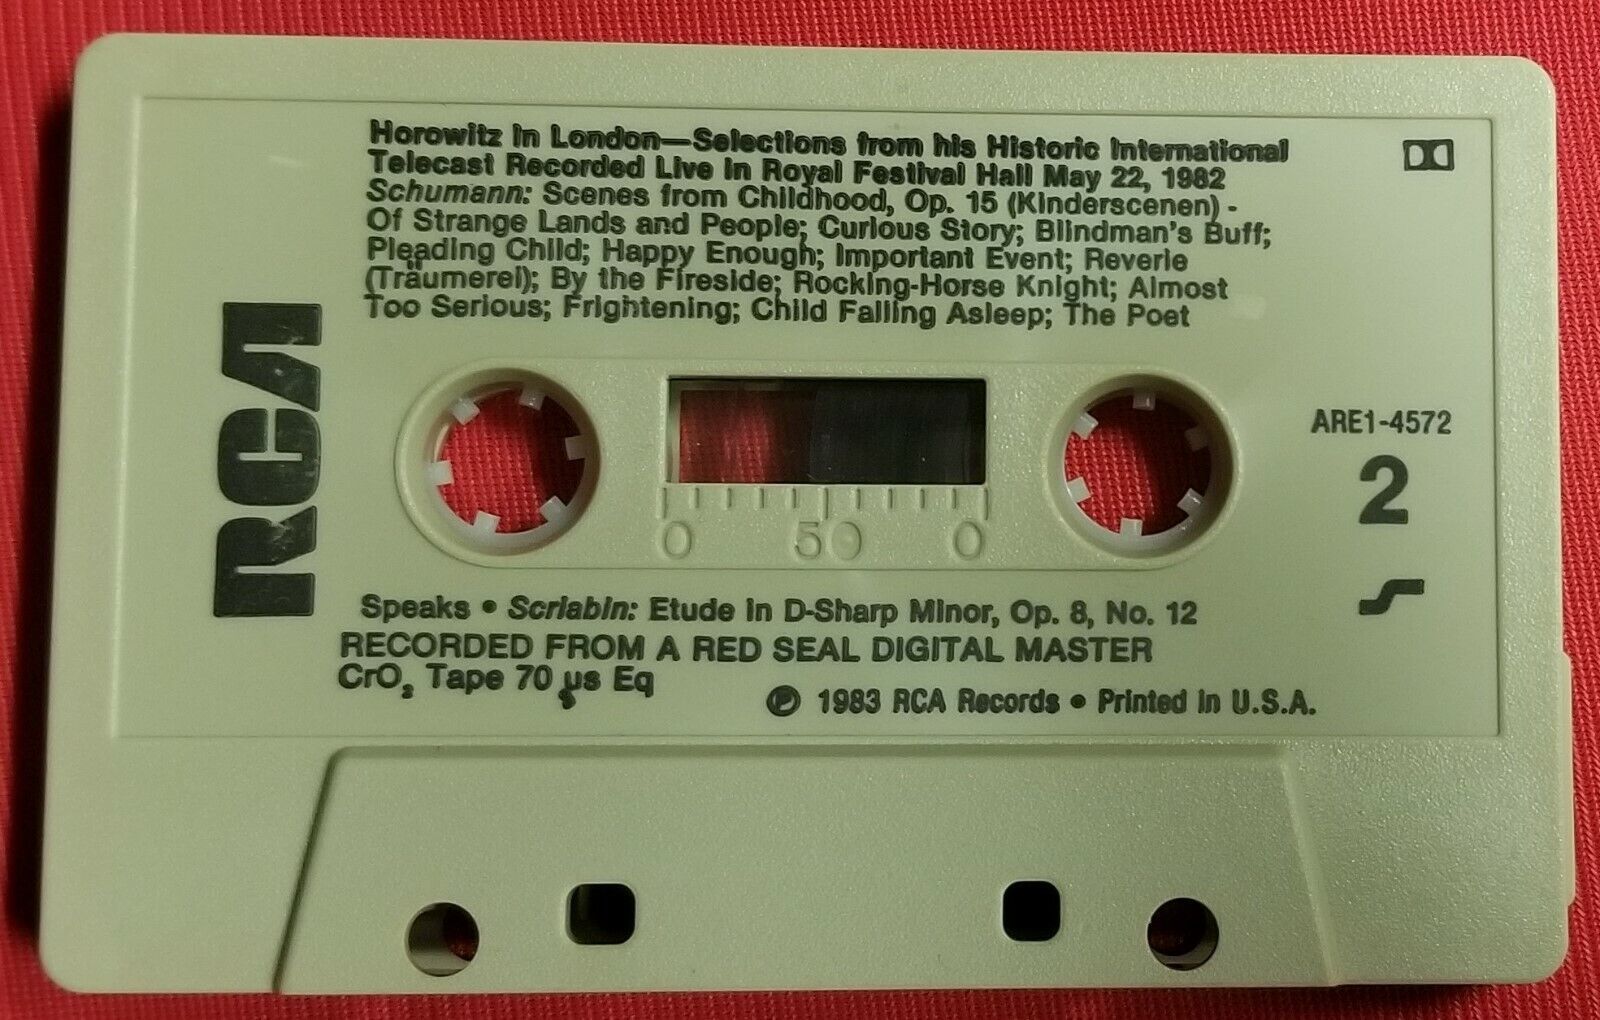 Horowitz in London—Selections from his Historic International
Telecast Recorded Live in Royal Festival Hall May 22, 1982
Schumann: Scenes from Childhood, Op. 15 (Kinderscenen) -
Of Strange Lands and People; Curious Story; Blindman's Buff;
Pleading Child; Happy Enough; Important Event; Reverie
(Träumerei); By the Fireside; Rocking-Horse Knight; Almost
Too Serious; Frightening; Child Falling Asleep; The Poet
RCA
ARE1-4572
2
0 50 0
Speaks • Scriabin: Etude in D-Sharp Minor, Op. 8, No. 12
RECORDED FROM A RED SEAL DIGITAL MASTER
CrO₂ Tape 70 µs Eq
℗ 1983 RCA Records • Printed in U.S.A.